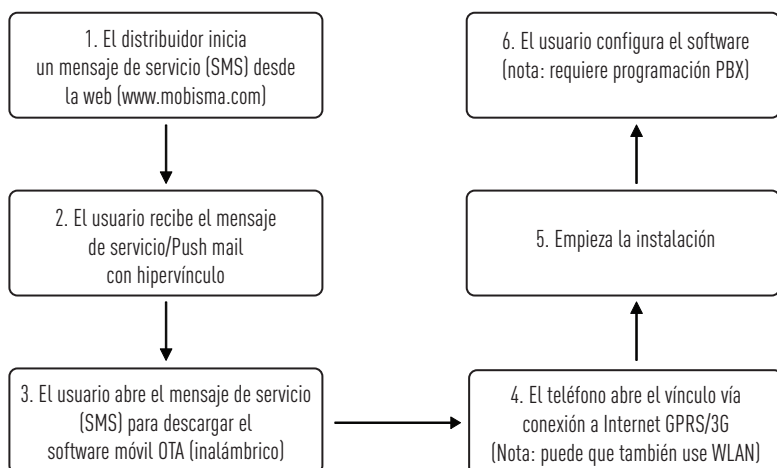 1. El distribuidor inicia
un mensaje de servicio (SMS) desde
la web (www.mobisma.com)
2. El usuario recibe el mensaje
de servicio/Push mail
con hipervínculo
3. El usuario abre el mensaje de servicio
(SMS) para descargar el
software móvil OTA (inalámbrico)
4. El teléfono abre el vínculo vía
conexión a Internet GPRS/3G
(Nota: puede que también use WLAN)
5. Empieza la instalación
6. El usuario configura el software
(nota: requiere programación PBX)